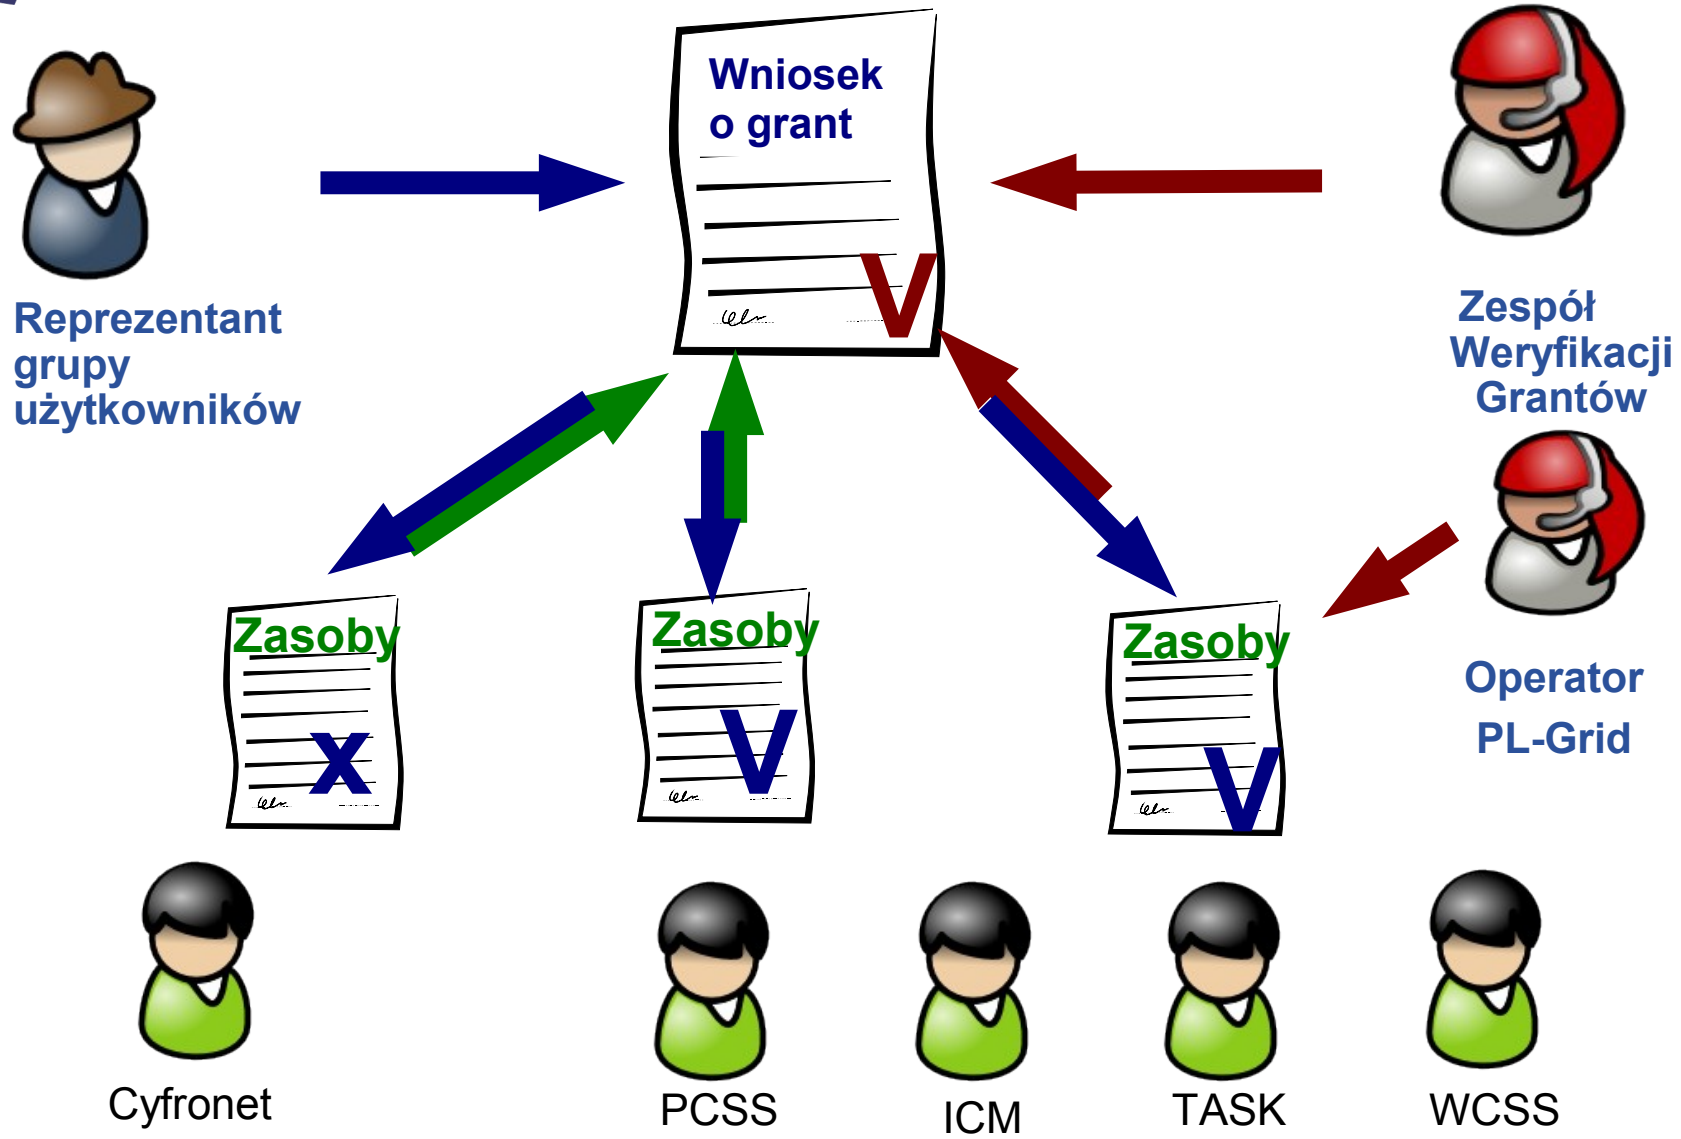 Wniosek
o grant
V
Reprezentant
grupy
użytkowników
Zespół
Weryfikacji
Grantów
Zasoby
x
Zasoby
V
Zasoby
V
Operator
PL-Grid
Cyfronet
PCSS
ICM
TASK
WCSS